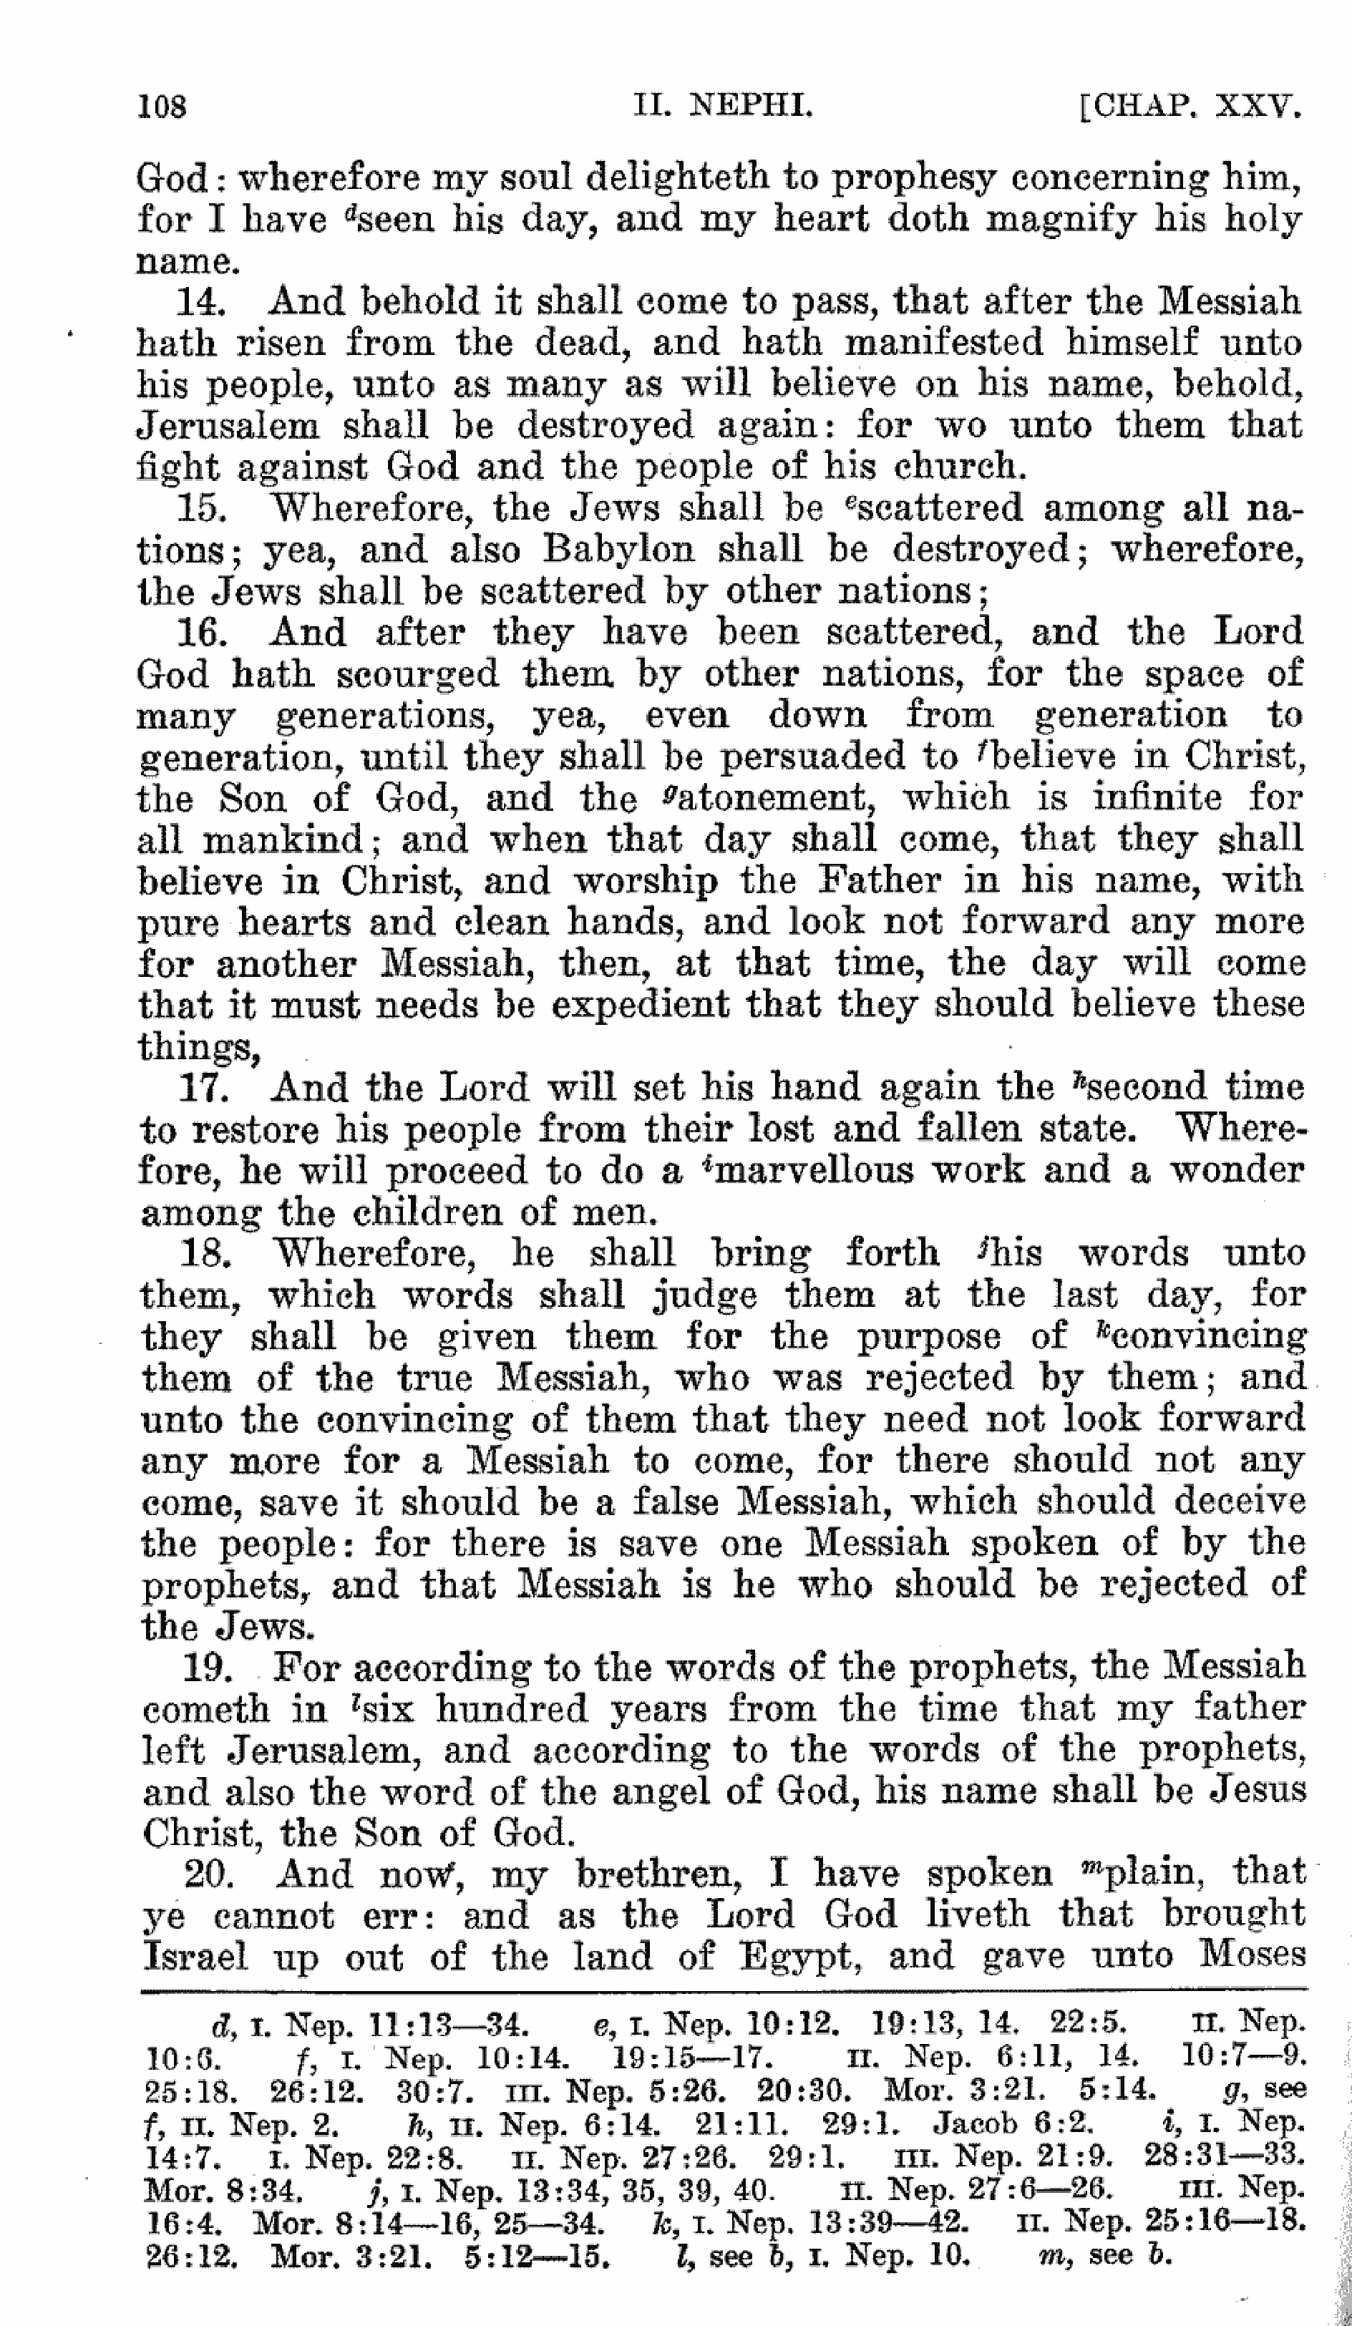 108 II. NEPHI. [CHAP. XXV.
God: wherefore my soul delighteth to prophesy concerning him,
for I have dseen his day, and my heart doth magnify his holy
name.
14. And behold it shall come to pass, that after the Messiah
hath risen from the dead, and hath manifested himself unto
his people, unto as many as will believe on his name, behold,
Jerusalem shall be destroyed again: for wo unto them that
fight against God and the people of his church.
15. Wherefore, the Jews shall be escattered among all na-
tions; yea, and also Babylon shall be destroyed; wherefore,
the Jews shall be scattered by other nations;
16. And after they have been scattered, and the Lord
God hath scourged them by other nations, for the space of
many generations, yea, even down from generation to
generation, until they shall be persuaded to fbelieve in Christ,
the Son of God, and the gatonement, which is infinite for
all mankind; and when that day shall come, that they shall
believe in Christ, and worship the Father in his name, with
pure hearts and clean hands, and look not forward any more
for another Messiah, then, at that time, the day will come
that it must needs be expedient that they should believe these
things,
17. And the Lord will set his hand again the hsecond time
to restore his people from their lost and fallen state. Where-
fore, he will proceed to do a imarvellous work and a wonder
among the children of men.
18. Wherefore, he shall bring forth jhis words unto
them, which words shall judge them at the last day, for
they shall be given them for the purpose of kconvincing
them of the true Messiah, who was rejected by them; and
unto the convincing of them that they need not look forward
any more for a Messiah to come, for there should not any
come, save it should be a false Messiah, which should deceive
the people: for there is save one Messiah spoken of by the
prophets, and that Messiah is he who should be rejected of
the Jews.
19. For according to the words of the prophets, the Messiah
cometh in lsix hundred years from the time that my father
left Jerusalem, and according to the words of the prophets,
and also the word of the angel of God, his name shall be Jesus
Christ, the Son of God.
20. And now, my brethren, I have spoken mplain, that
ye cannot err: and as the Lord God liveth that brought
Israel up out of the land of Egypt, and gave unto Moses
d, I. Nep. 11:13—34. e, I. Nep. 10:12. 19:13, 14. 22:5. II. Nep.
10:6. f, I. Nep. 10:14. 19:15—17. II. Nep. 6:11, 14. 10:7—9.
25:18. 26:12. 30:7. III. Nep. 5:26. 20:30. Mor. 3:21. 5:14. g, see
f, II. Nep. 2. h, II. Nep. 6:14. 21:11. 29:1. Jacob 6:2. i, I. Nep.
14:7. I. Nep. 22:8. II. Nep. 27:26. 29:1. III. Nep. 21:9. 28:31—33.
Mor. 8:34. j, I. Nep. 13:34, 35, 39, 40. II. Nep. 27:6—26. III. Nep.
16:4. Mor. 8:14—16, 25—34. k, I. Nep. 13:39—42. II. Nep. 25:16—18.
26:12. Mor. 3:21. 5:12—15. l, see b, I. Nep. 10. m, see b.